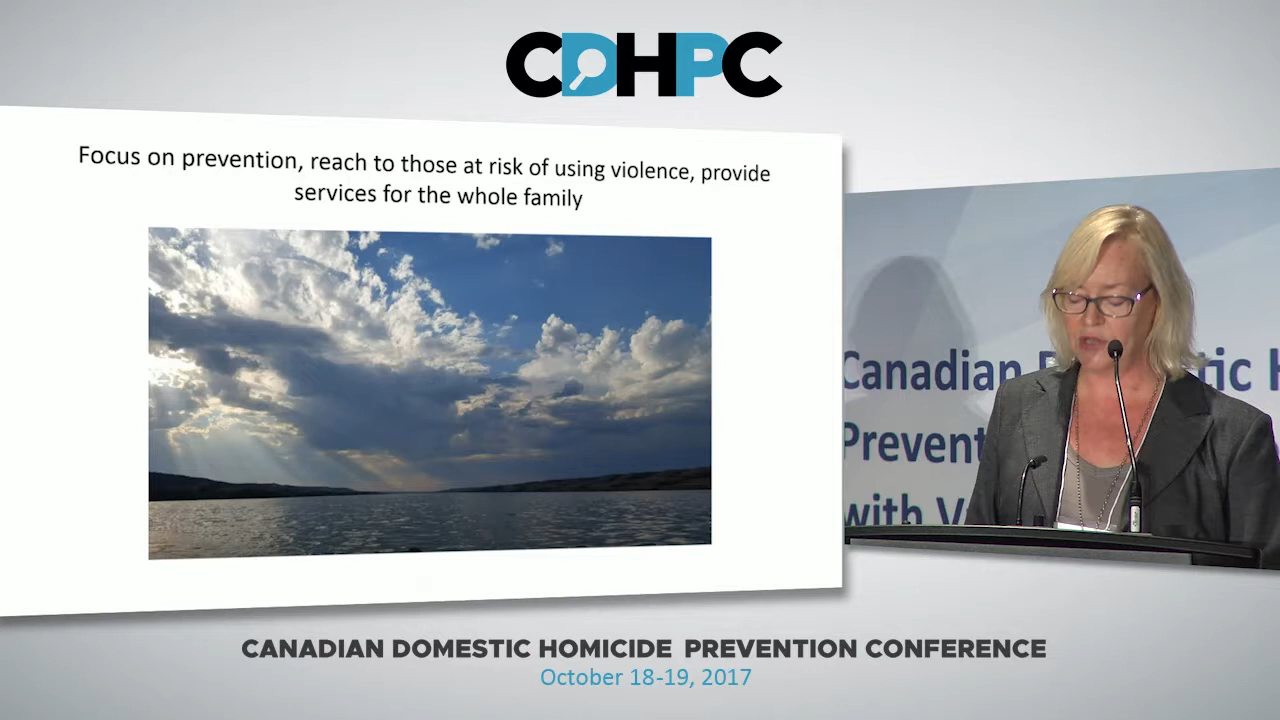 CDHPC
Focus on prevention, reach to those at risk of using violence, provide
services for the whole family
Canadian
with
CANADIAN DOMESTIC HOMICIDE PREVENTION CONFERENCE
October 18-19, 2017